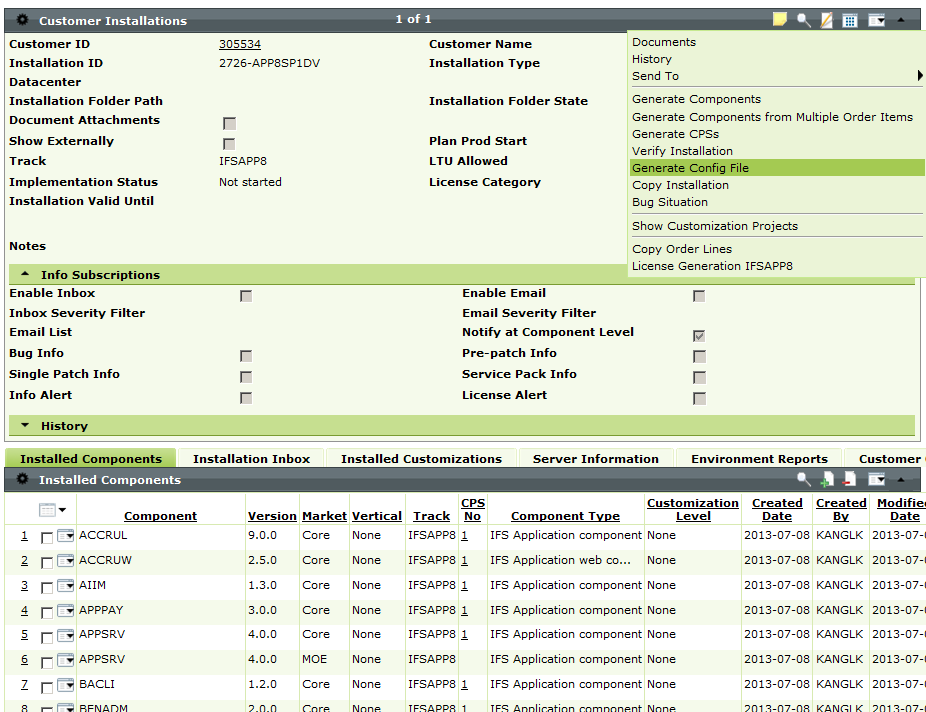 Customer Installations 1 of 1
Customer ID 305534 Customer Name
Installation ID 2726-APP8SP1DV Installation Type
Datacenter
Installation Folder Path Installation Folder State
Document Attachments
Show Externally Plan Prod Start
Track IFSAPP8 LTU Allowed
Implementation Status Not started License Category
Installation Valid Until
Notes
Documents
History
Send To
Generate Components
Generate Components from Multiple Order Items
Generate CPSs
Verify Installation
Generate Config File
Copy Installation
Bug Situation
Show Customization Projects
Copy Order Lines
License Generation IFSAPP8
Info Subscriptions
Enable Inbox Enable Email
Inbox Severity Filter Email Severity Filter
Email List Notify at Component Level
Bug Info Pre-patch Info
Single Patch Info Service Pack Info
Info Alert License Alert
History
Installed Components Installation Inbox Installed Customizations Server Information Environment Reports Customer
Installed Components
Component Version Market Vertical Track CPS No Component Type Customization Level Created Date Created By Modified Date
1 ACCRUL 9.0.0 Core None IFSAPP8 1 IFS Application component None 2013-07-08 KANGLK 2013-07-
2 ACCRUW 2.5.0 Core None IFSAPP8 1 IFS Application web co... None 2013-07-08 KANGLK 2013-07-
3 AIIM 1.3.0 Core None IFSAPP8 1 IFS Application component None 2013-07-08 KANGLK 2013-07-
4 APPPAY 3.0.0 Core None IFSAPP8 1 IFS Application component None 2013-07-08 KANGLK 2013-07-
5 APPSRV 4.0.0 Core None IFSAPP8 1 IFS Application component None 2013-07-08 KANGLK 2013-07-
6 APPSRV 4.0.0 MOE None IFSAPP8 IFS Application component None 2013-07-08 KANGLK 2013-07-
7 BACLI 1.2.0 Core None IFSAPP8 1 IFS Application component None 2013-07-08 KANGLK 2013-07-
8 BENADM 2.0.0 Core None IFSAPP8 1 IFS Application component None 2013-07-08 KANGLK 2013-07-